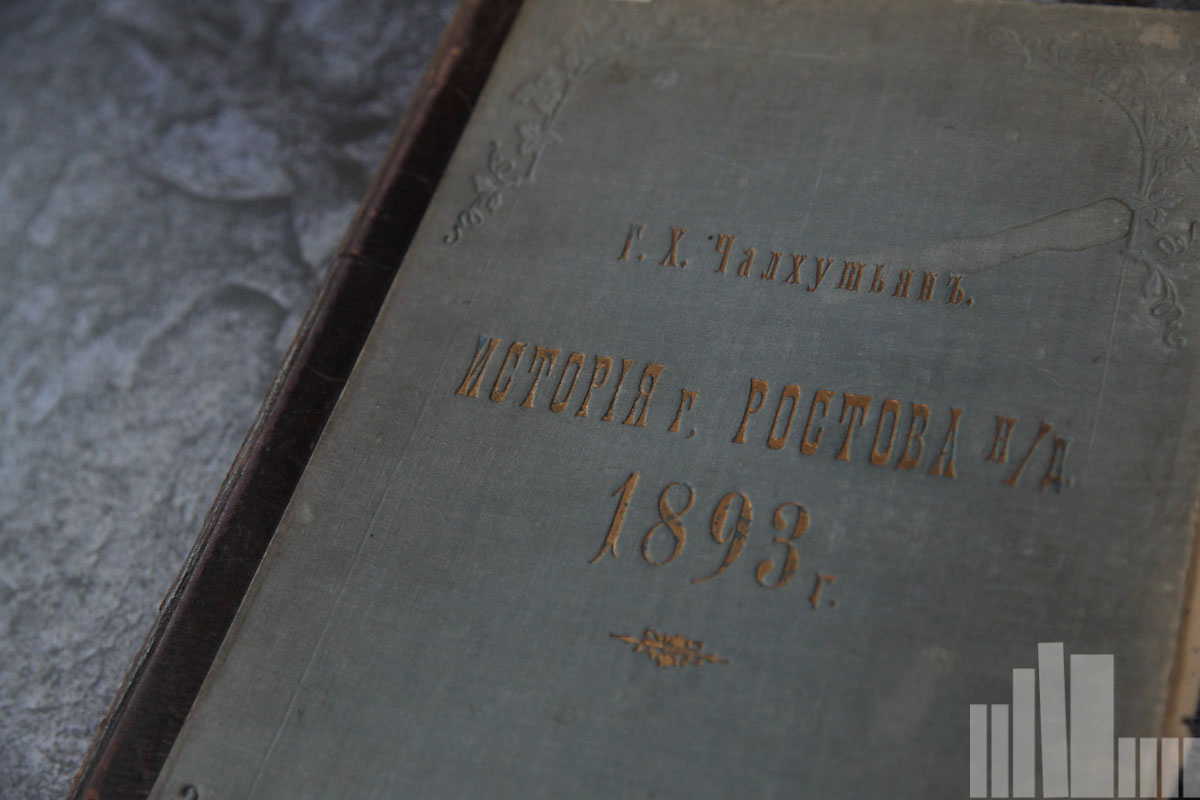 Г. Х. Чалхушьянъ.
ИСТОРІЯ г. РОСТОВА н/Д.
1893 г.